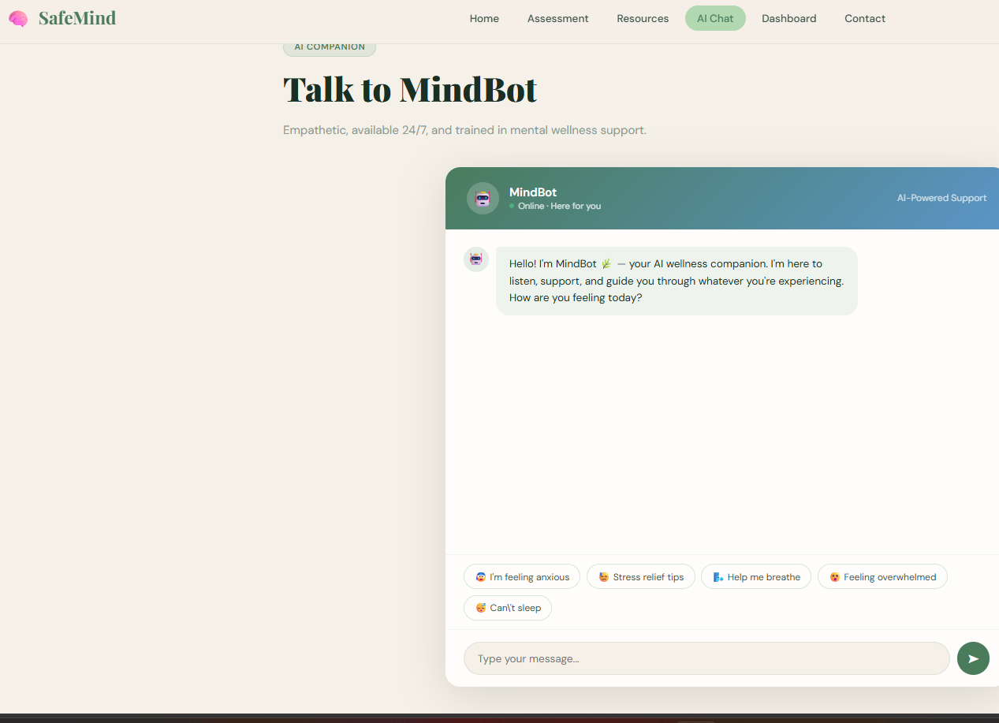 SafeMind
Home
Assessment
Resources
AI Chat
Dashboard
Contact
AI COMPANION
Talk to MindBot
Empathetic, available 24/7, and trained in mental wellness support.
MindBot
Online · Here for you
AI-Powered Support
Hello! I'm MindBot 🌿 — your AI wellness companion. I'm here to
listen, support, and guide you through whatever you're experiencing.
How are you feeling today?
😰 I'm feeling anxious
😓 Stress relief tips
🌬️ Help me breathe
😵 Feeling overwhelmed
😴 Can\'t sleep
Type your message...